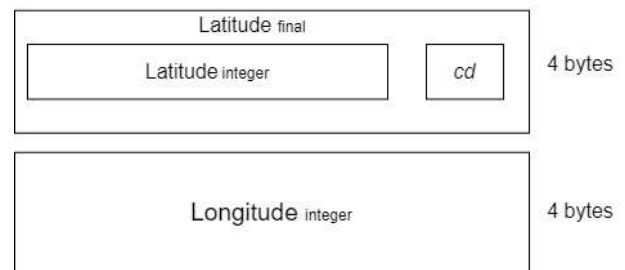 Latitude final
Latitude integer
cd
4 bytes
Longitude integer
4 bytes